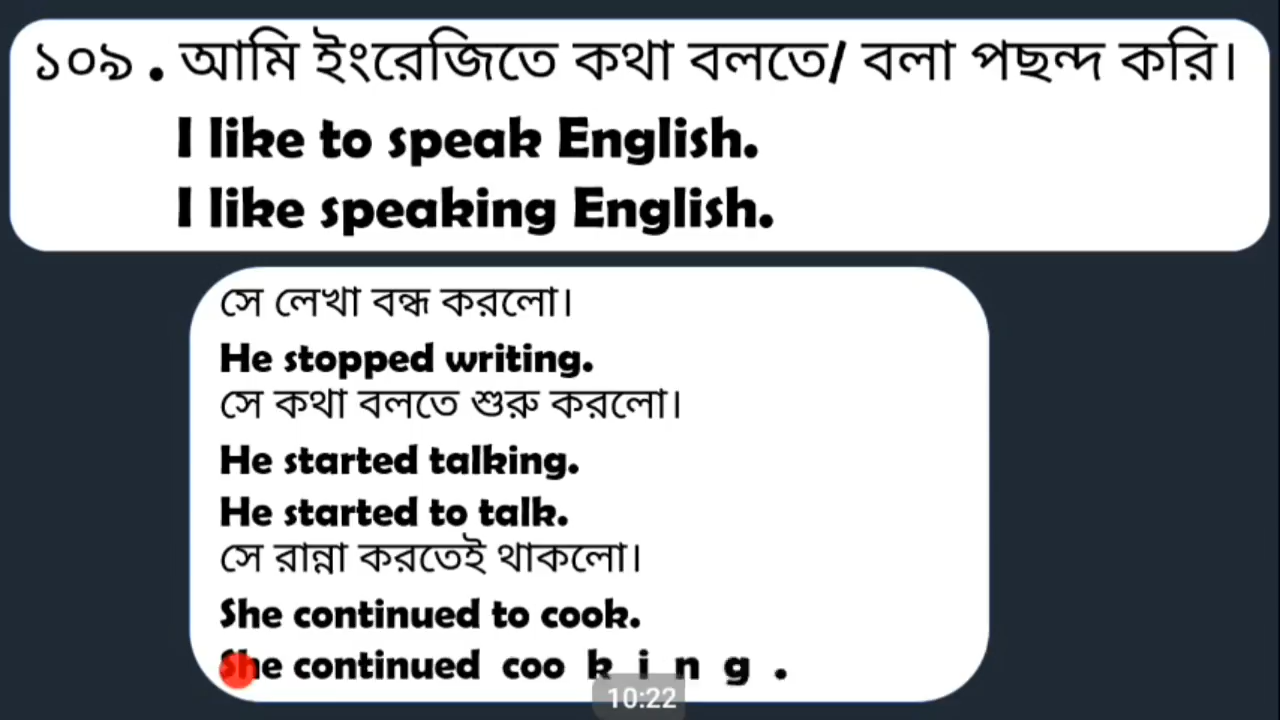 ১০৯. আমি ইংরেজিতে কথা বলতে/ বলা পছন্দ করি।
I like to speak English.
I like speaking English.
সে লেখা বন্ধ করলো।
He stopped writing.
সে কথা বলতে শুরু করলো।
He started talking.
He started to talk.
সে রান্না করতেই থাকলো।
She continued to cook.
She continued coo k i n g .
10:22